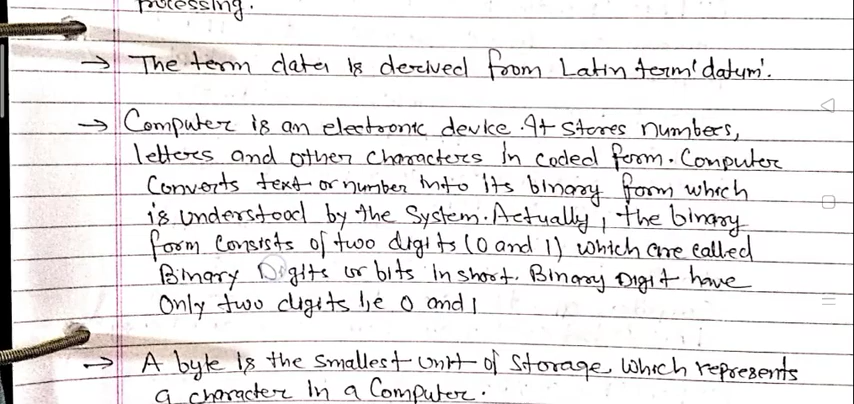 processing.
→ The term data is derived from Latin term 'datum'.
→ Computer is an electronic device. It stores numbers,
letters and other characters in coded form. Computer
Converts text or number into its binary form which
is understood by the System. Actually, the binary
form Consists of two digits (0 and 1) which are called
Binary Digits or bits in short. Binary Digit have
Only two digits i,e 0 and 1
→ A byte is the smallest unit of storage, which represents
a character in a Computer.